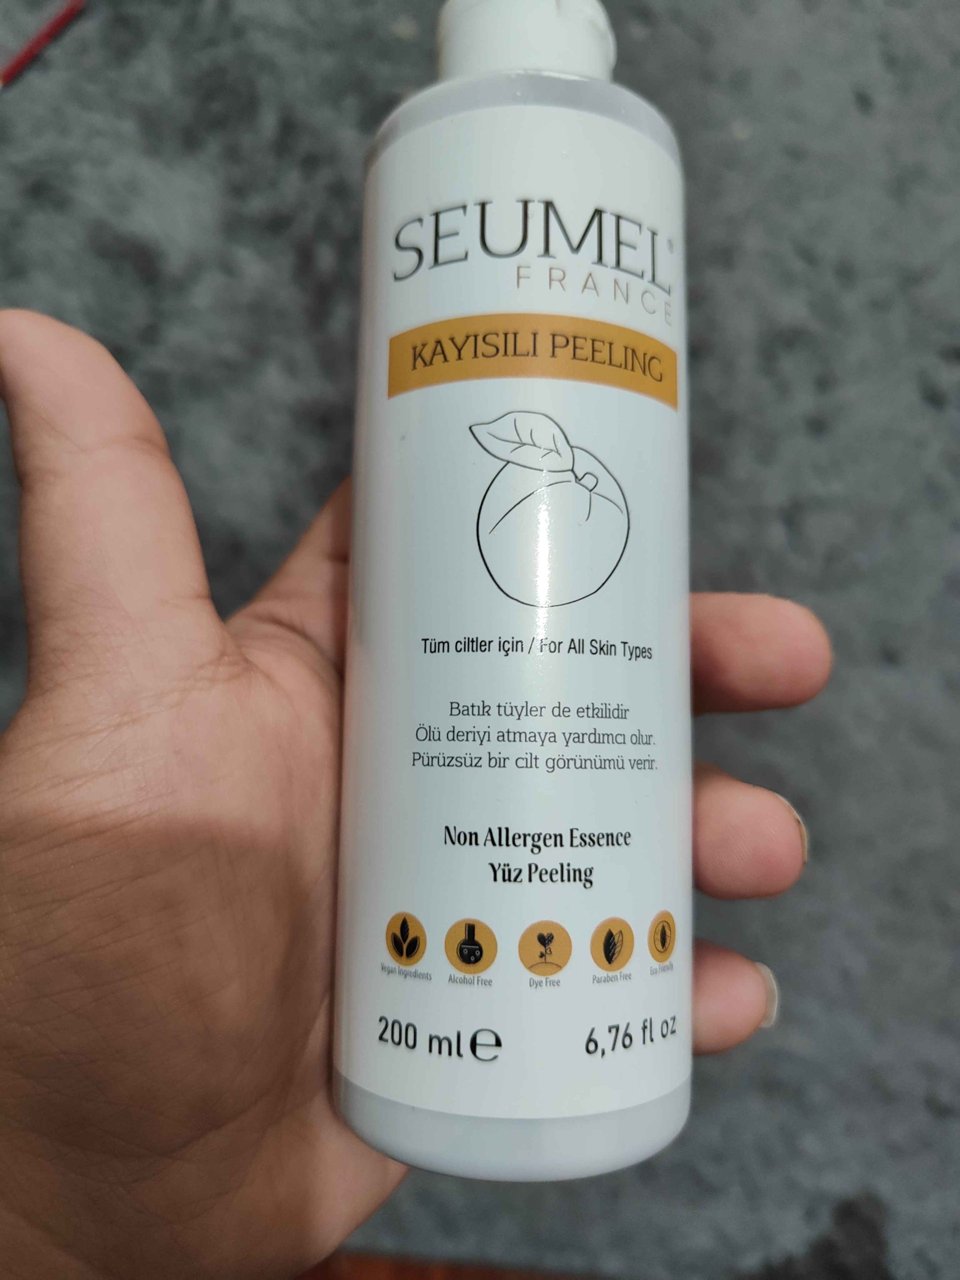 SEUMEL®
FRANCE
KAYISILI PEELING
Tüm ciltler için / For All Skin Types
Batık tüyler de etkilidir
Ölü deriyi atmaya yardımcı olur.
Pürüzsüz bir cilt görünümü verir.
Non Allergen Essence
Yüz Peeling
Vegan Ingredients Alcohol Free Dye Free Paraben Free Eco Friendly
200 ml ℮ 6,76 fl oz